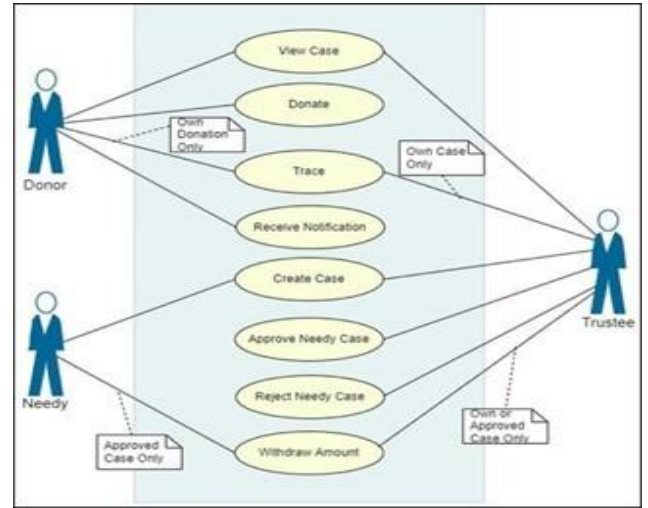 View Case
Donate
Own
Donation
Only
Own Case
Only
Trace
Donor
Receive Notification
Create Case
Trustee
Approve Needy Case
Needy
Reject Needy Case
Own or
Approved
Case Only
Approved
Case Only
Withdraw Amount